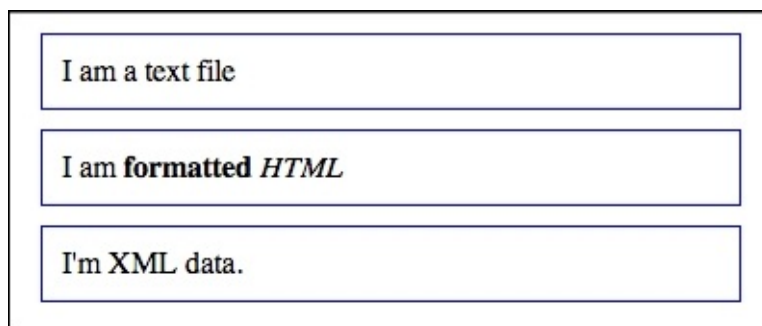 I am a text file
I am formatted HTML
I'm XML data.